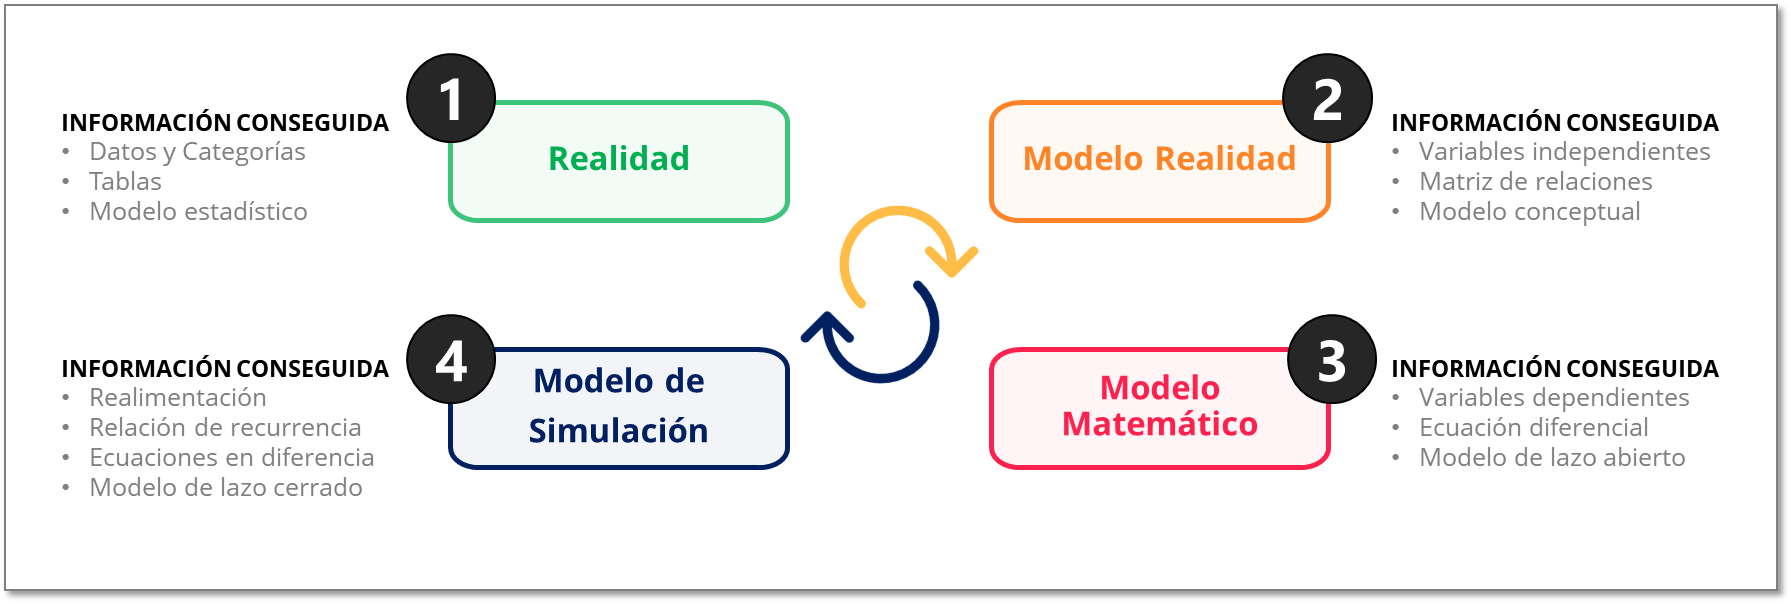 1
Realidad
INFORMACIÓN CONSEGUIDA
• Datos y Categorías
• Tablas
• Modelo estadístico
2
Modelo Realidad
INFORMACIÓN CONSEGUIDA
• Variables independientes
• Matriz de relaciones
• Modelo conceptual
3
Modelo
Matemático
INFORMACIÓN CONSEGUIDA
• Variables dependientes
• Ecuación diferencial
• Modelo de lazo abierto
4
Modelo de
Simulación
INFORMACIÓN CONSEGUIDA
• Realimentación
• Relación de recurrencia
• Ecuaciones en diferencia
• Modelo de lazo cerrado